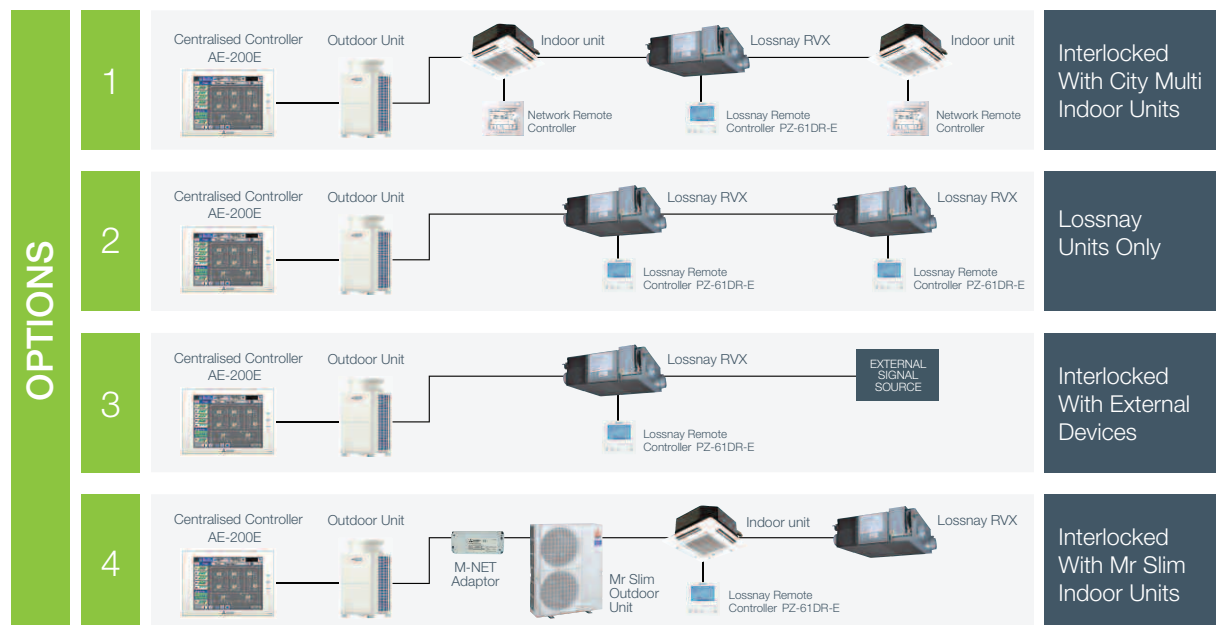 OPTIONS
1
Centralised Controller
AE-200E
Outdoor Unit
Indoor unit
Network Remote
Controller
Lossnay RVX
Lossnay Remote
Controller PZ-61DR-E
Indoor unit
Network Remote
Controller
Interlocked
With City Multi
Indoor Units
2
Centralised Controller
AE-200E
Outdoor Unit
Lossnay RVX
Lossnay Remote
Controller PZ-61DR-E
Lossnay RVX
Lossnay Remote
Controller PZ-61DR-E
Lossnay
Units Only
3
Centralised Controller
AE-200E
Outdoor Unit
Lossnay RVX
Lossnay Remote
Controller PZ-61DR-E
EXTERNAL
SIGNAL
SOURCE
Interlocked
With External
Devices
4
Centralised Controller
AE-200E
Outdoor Unit
M-NET
Adaptor
Mr Slim
Outdoor
Unit
Indoor unit
Lossnay Remote
Controller PZ-61DR-E
Lossnay RVX
Interlocked
With Mr Slim
Indoor Units